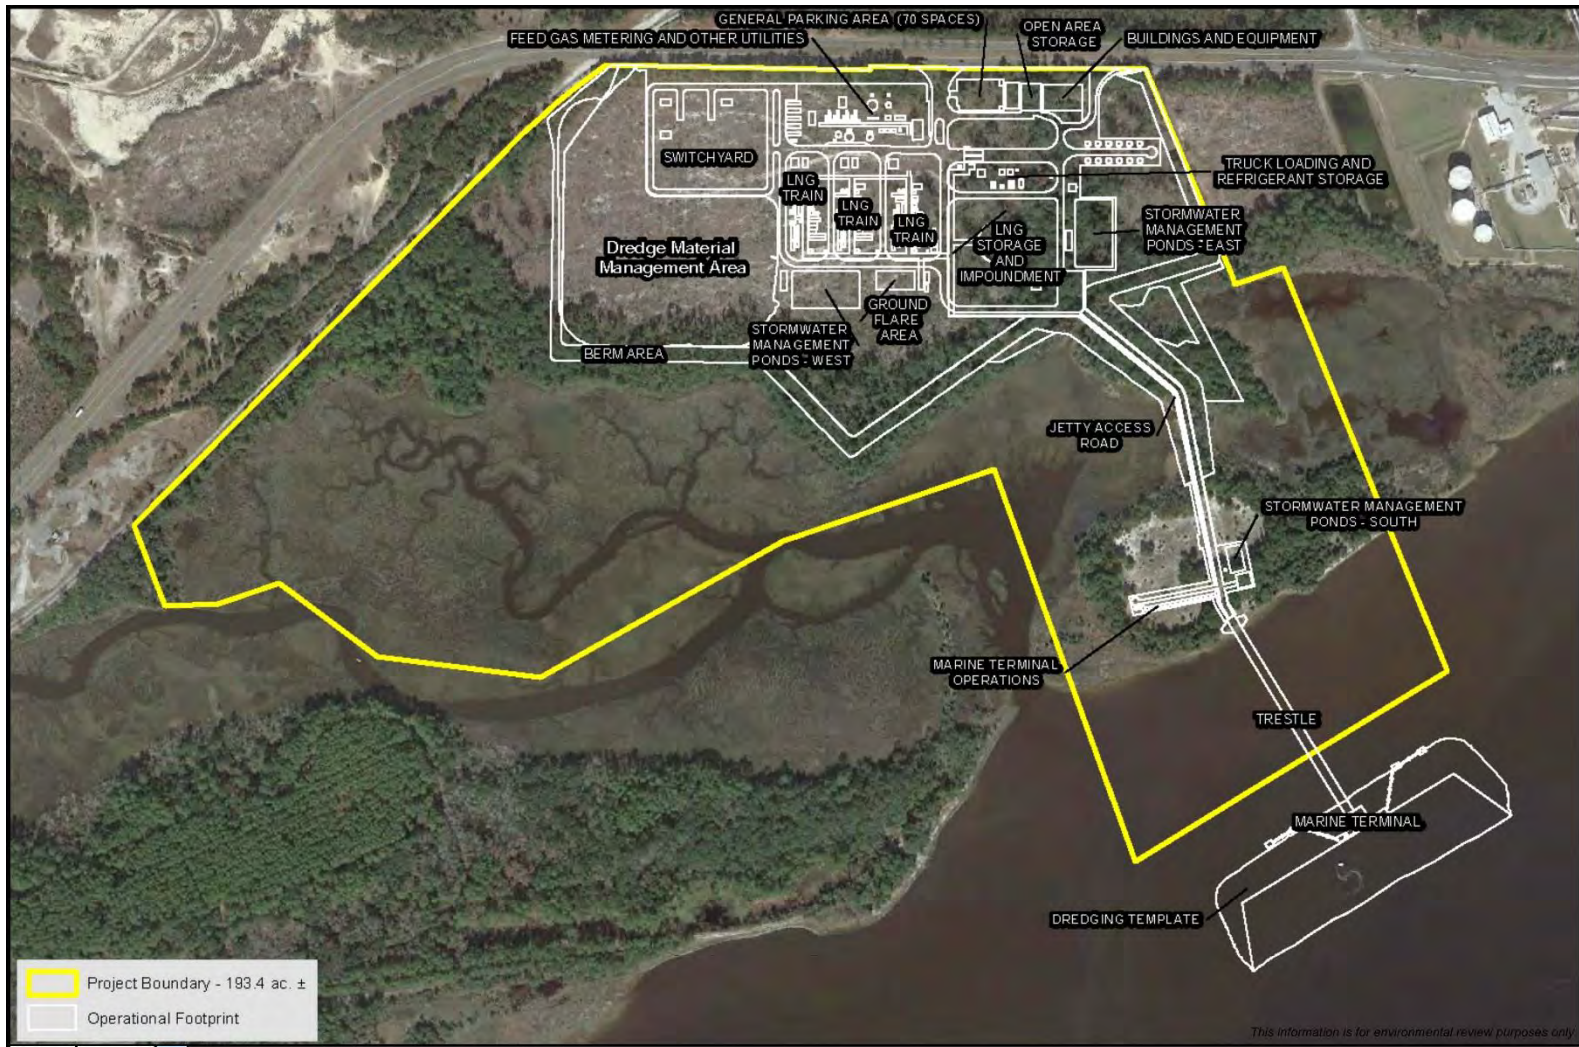 GENERAL PARKING AREA (70 SPACES)
FEED GAS METERING AND OTHER UTILITIES
OPEN AREA
STORAGE
BUILDINGS AND EQUIPMENT
SWITCHYARD
LNG
TRAIN
LNG
TRAIN
LNG
TRAIN
TRUCK LOADING AND
REFRIGERANT STORAGE
STORMWATER
MANAGEMENT
PONDS - EAST
LNG
STORAGE
AND
IMPOUNDMENT
Dredge Material
Management Area
GROUND
FLARE
AREA
STORMWATER
MANAGEMENT
PONDS - WEST
BERM AREA
JETTY ACCESS
ROAD
STORMWATER MANAGEMENT
PONDS - SOUTH
MARINE TERMINAL
OPERATIONS
TRESTLE
MARINE TERMINAL
DREDGING TEMPLATE
Project Boundary - 193.4 ac. ±
Operational Footprint
This information is for environmental review purposes only.